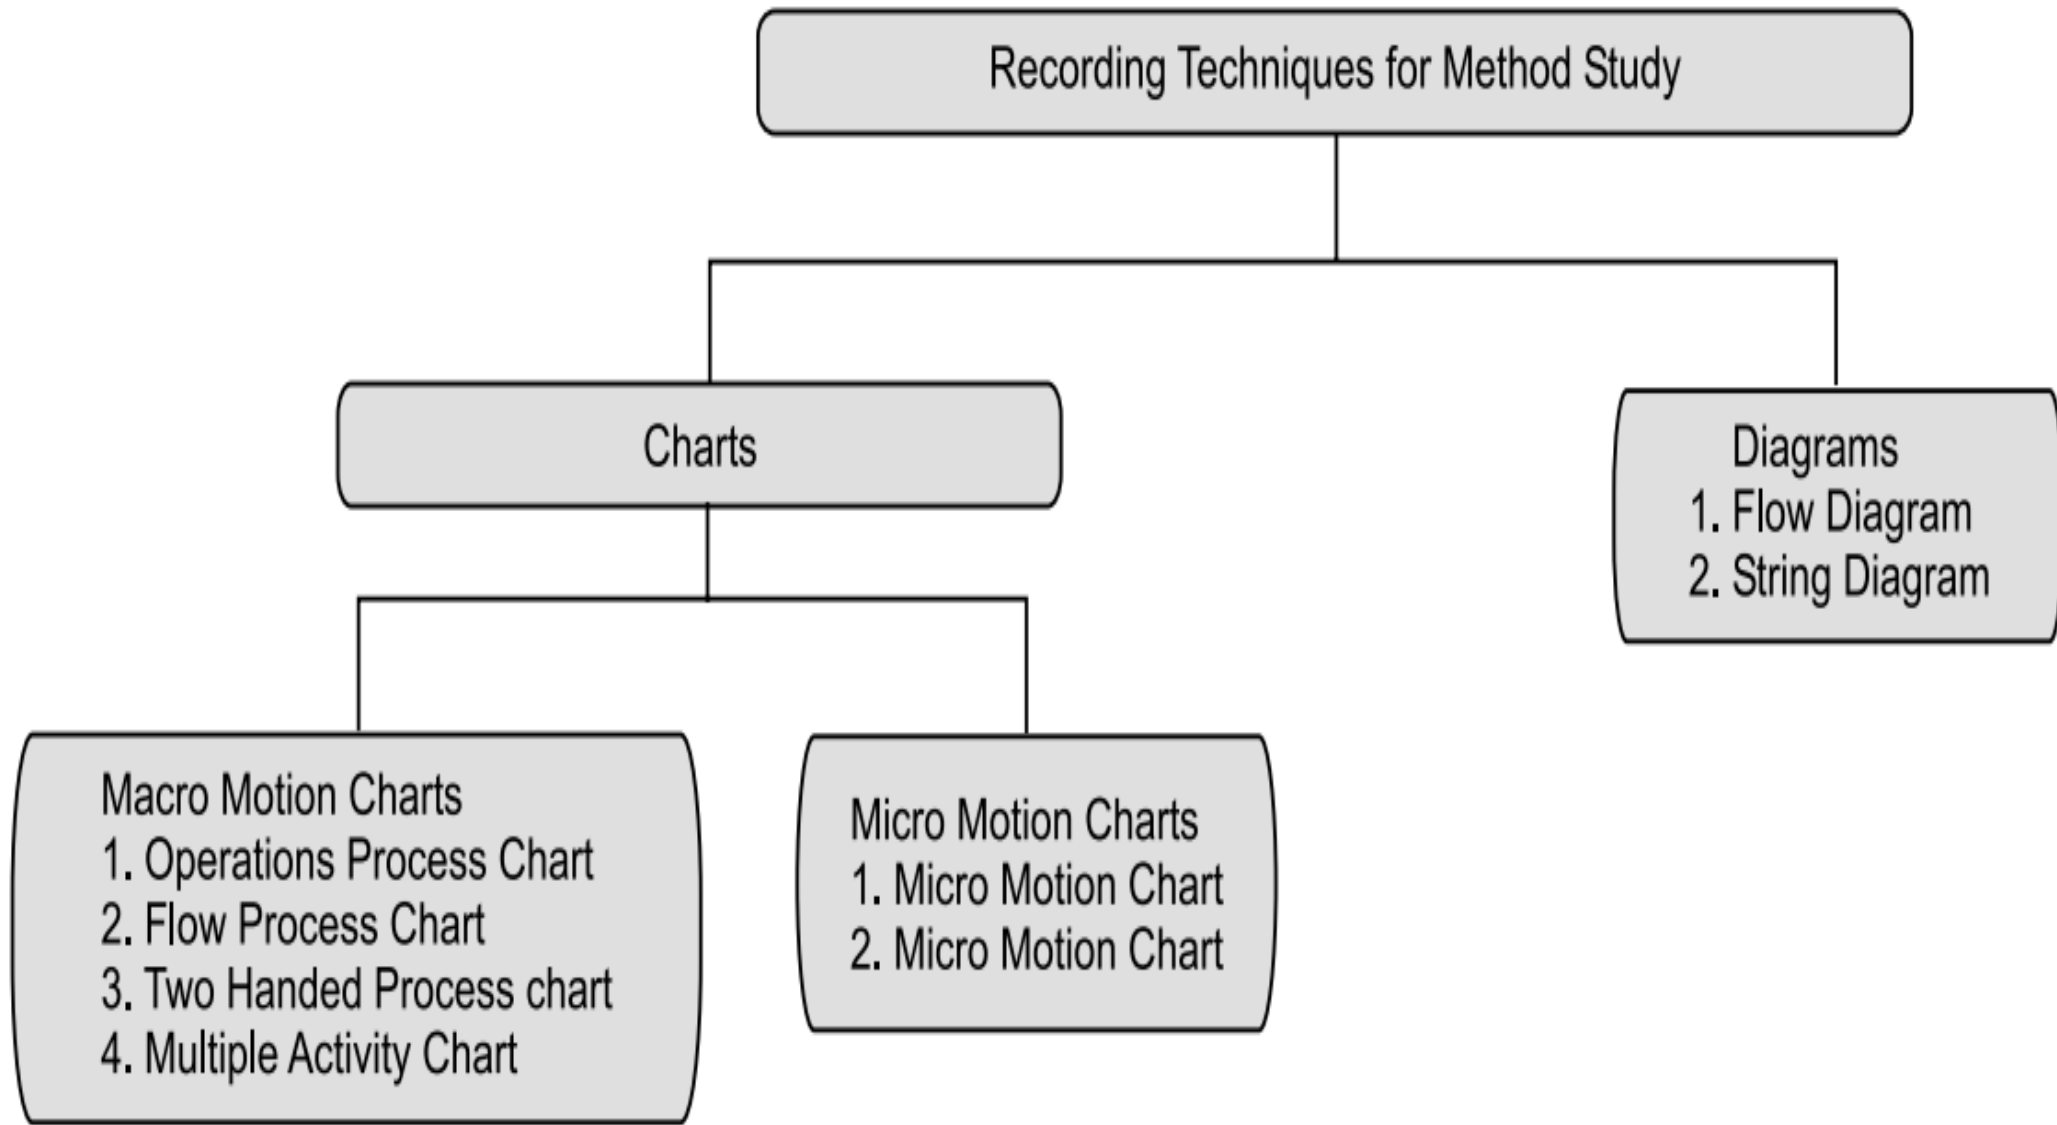 Recording Techniques for Method Study
Charts
Diagrams
1. Flow Diagram
2. String Diagram
Macro Motion Charts
1. Operations Process Chart
2. Flow Process Chart
3. Two Handed Process chart
4. Multiple Activity Chart
Micro Motion Charts
1. Micro Motion Chart
2. Micro Motion Chart